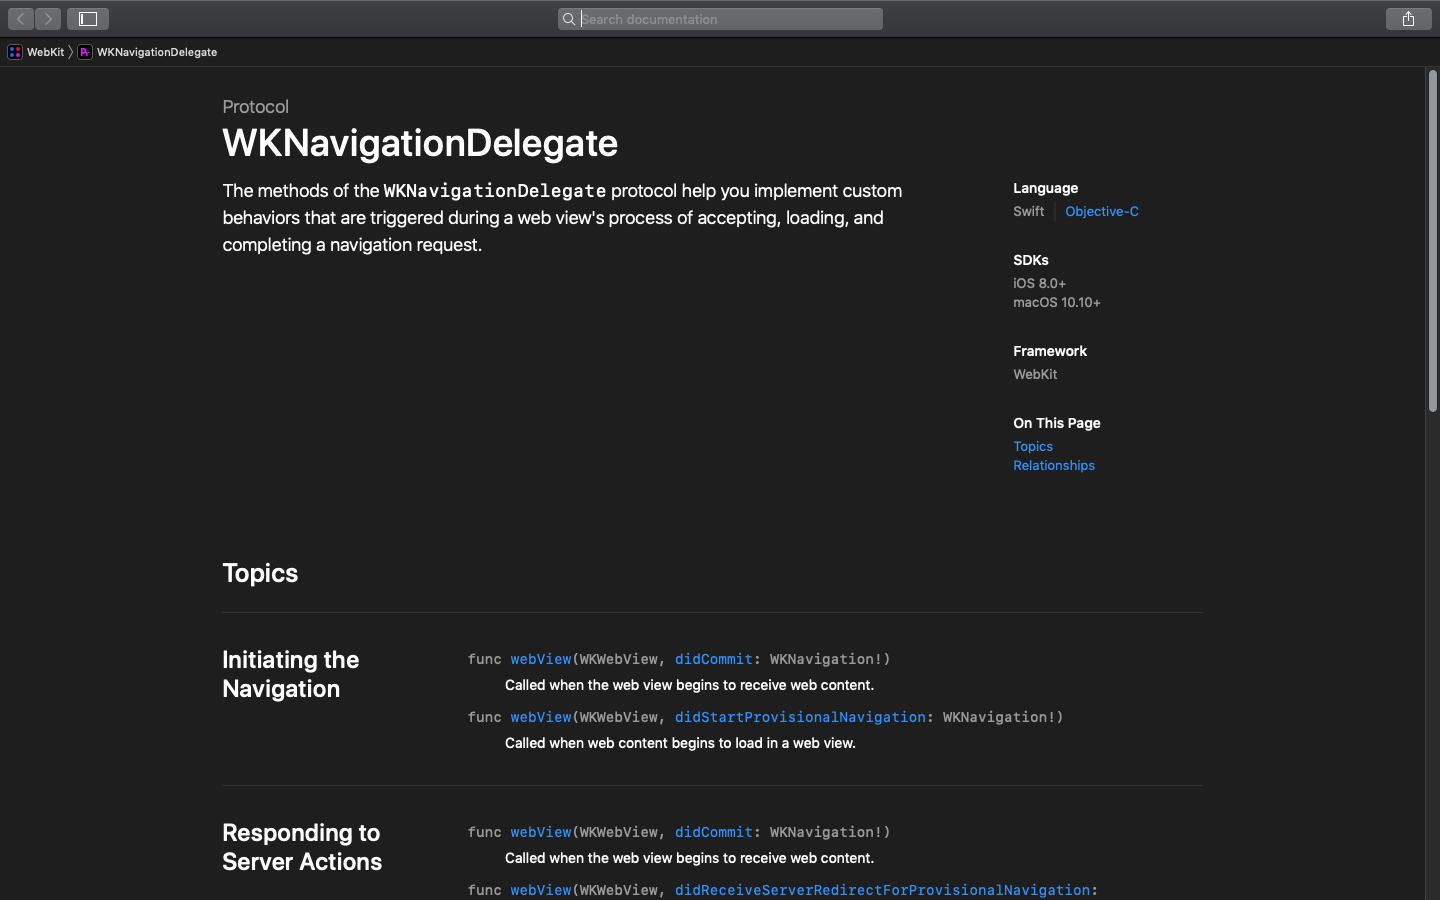 Search documentation
WebKit
WKNavigationDelegate
Protocol
WKNavigationDelegate
The methods of the WKNavigationDelegate protocol help you implement custom
behaviors that are triggered during a web view's process of accepting, loading, and
completing a navigation request.
Language
Swift
Objective-C
SDKs
iOS 8.0+
macOS 10.10+
Framework
WebKit
On This Page
Topics
Relationships
Topics
Initiating the
Navigation
func webView(WKWebView, didCommit: WKNavigation!)
Called when the web view begins to receive web content.
func webView(WKWebView, didStartProvisionalNavigation: WKNavigation!)
Called when web content begins to load in a web view.
Responding to
Server Actions
func webView(WKWebView, didCommit: WKNavigation!)
Called when the web view begins to receive web content.
func webView(WKWebView, didReceiveServerRedirectForProvisionalNavigation: